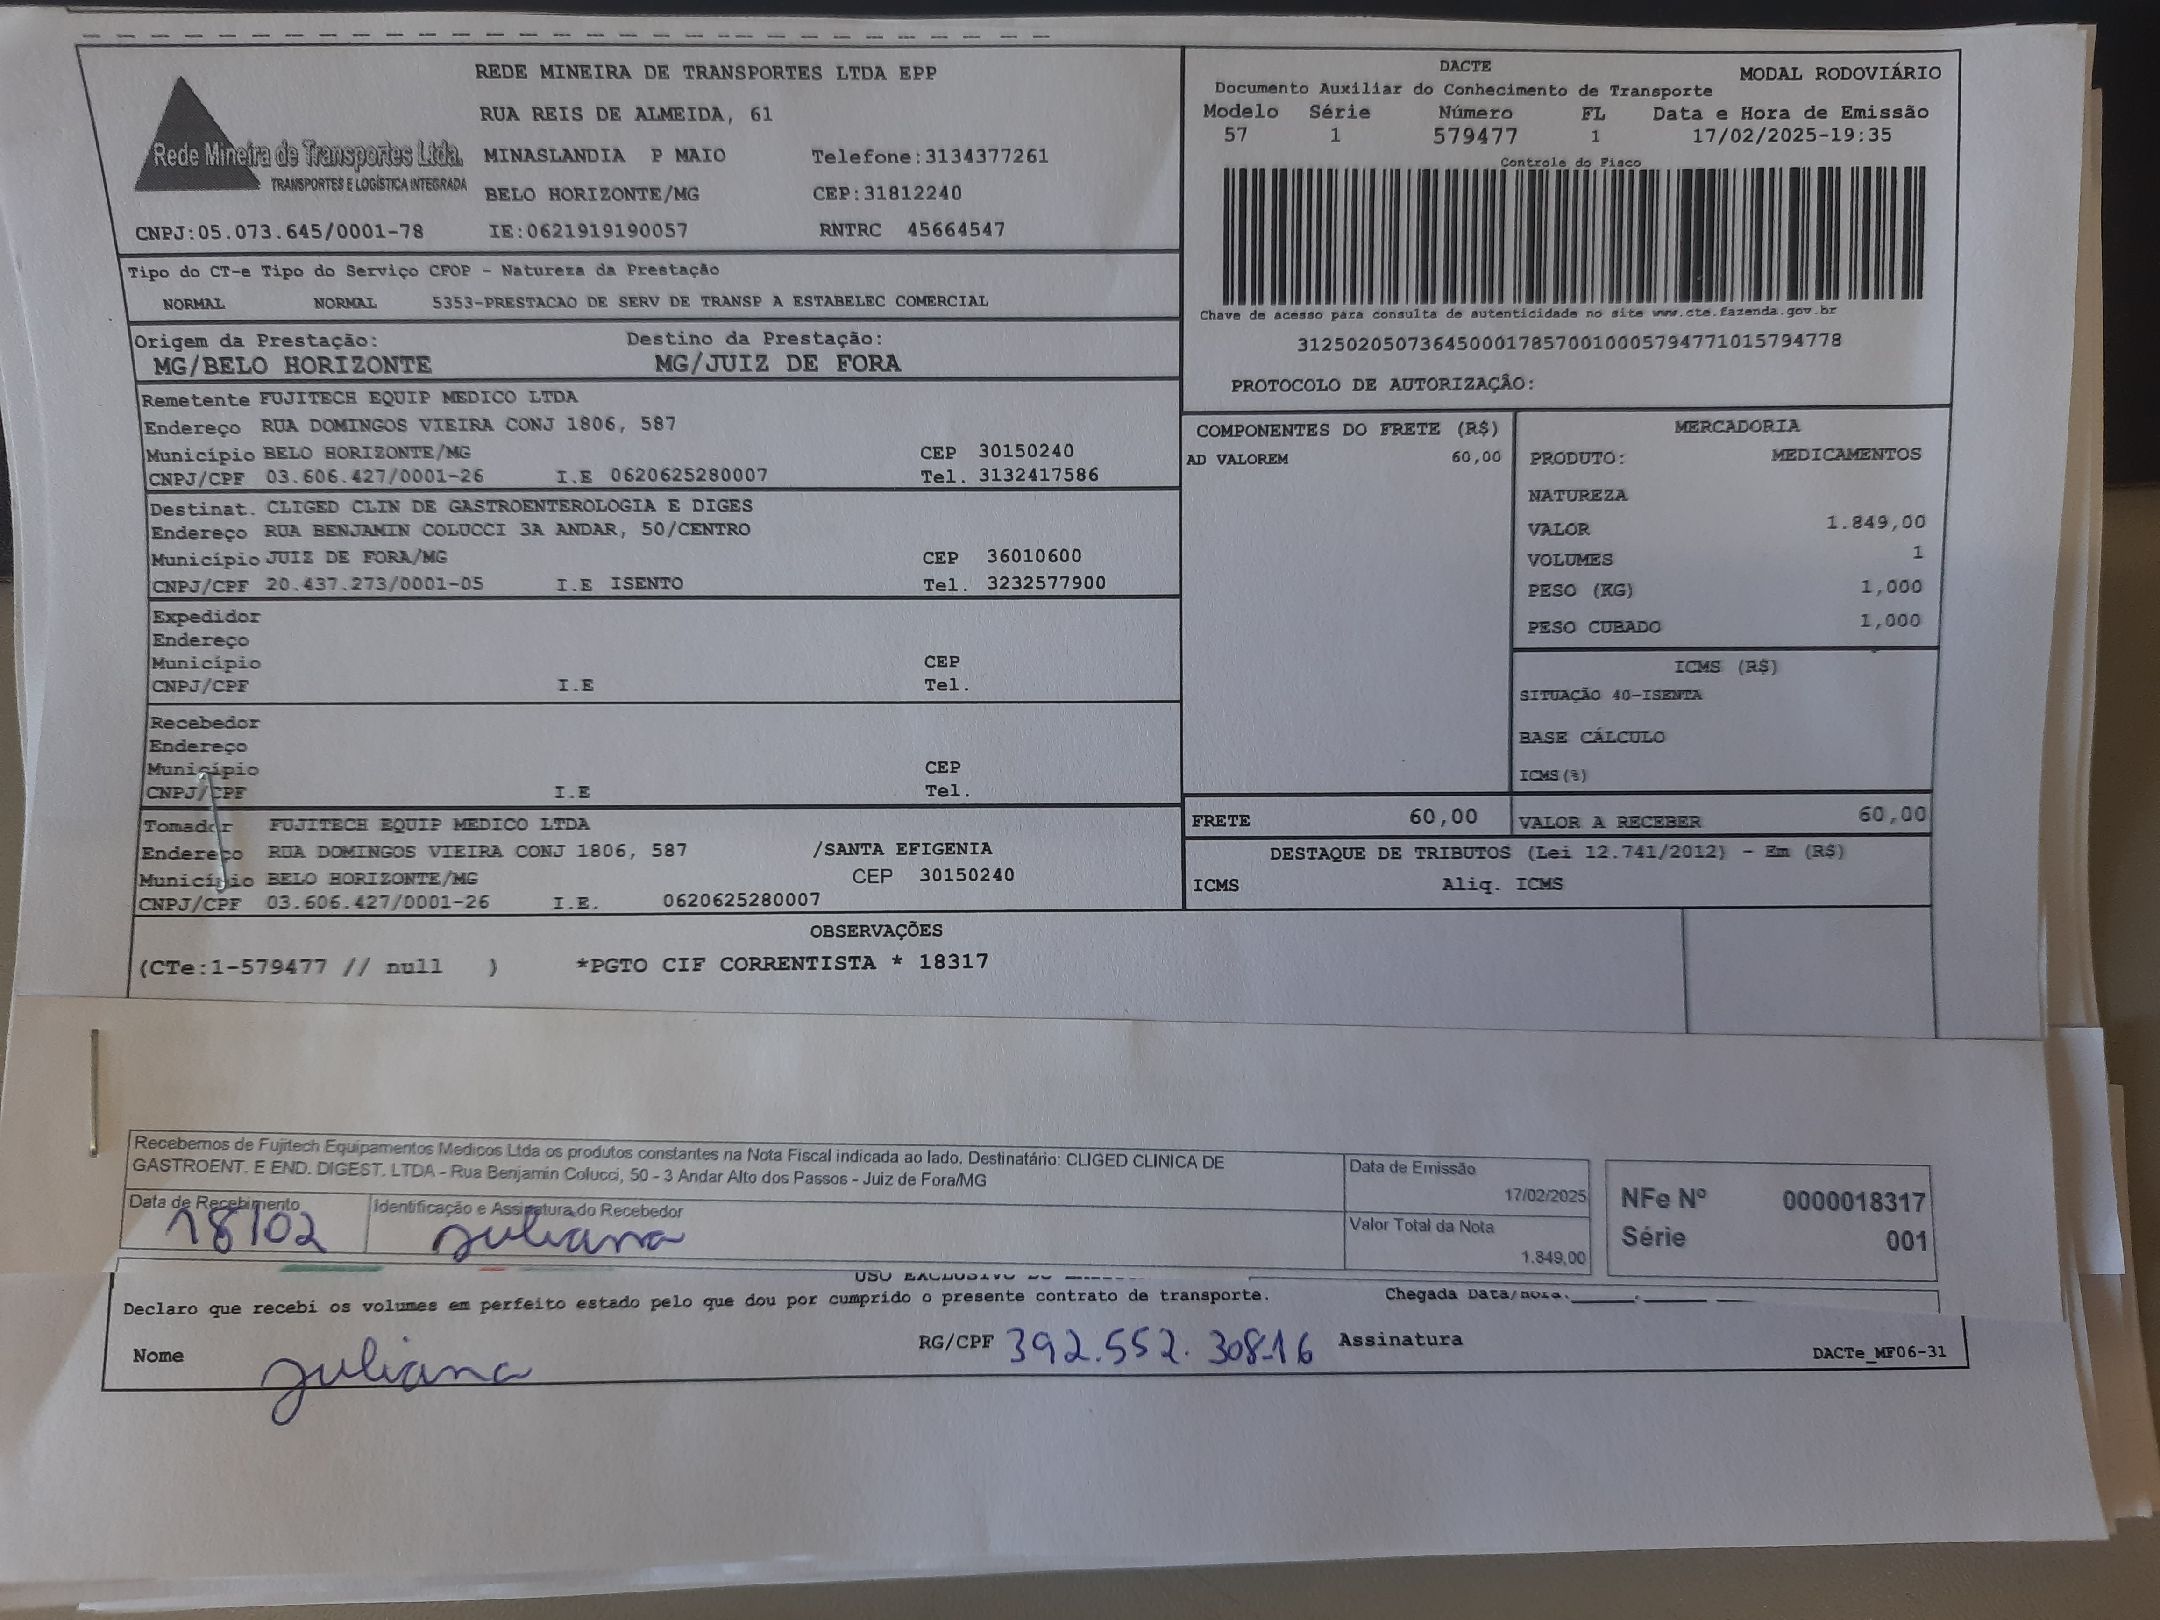 REDE MINEIRA DE TRANSPORTES LTDA EPP
RUA REIS DE ALMEIDA, 61
Rede Mineira de Transportes Ltda.
TRANSPORTES E LOGÍSTICA INTEGRADA
MINASLANDIA P MAIO Telefone:3134377261
BELO HORIZONTE/MG CEP:31812240
CNPJ:05.073.645/0001-78 IE:0621919190057 RNTRC 45664547
DACTE MODAL RODOVIÁRIO
Documento Auxiliar do Conhecimento de Transporte
Modelo Série Número FL Data e Hora de Emissão
57 1 579477 1 17/02/2025-19:35
Controle do Fisco
Chave de acesso para consulta de autenticidade no site www.cte.fazenda.gov.br
31250205073645000178570010005794771015794778
PROTOCOLO DE AUTORIZAÇÃO:
Tipo do CT-e Tipo do Serviço CFOP - Natureza da Prestação
NORMAL NORMAL 5353-PRESTACAO DE SERV DE TRANSP A ESTABELEC COMERCIAL
Origem da Prestação: Destino da Prestação:
MG/BELO HORIZONTE MG/JUIZ DE FORA
Remetente FUJITECH EQUIP MEDICO LTDA
Endereço RUA DOMINGOS VIEIRA CONJ 1806, 587
Município BELO HORIZONTE/MG CEP 30150240
CNPJ/CPF 03.606.427/0001-26 I.E 0620625280007 Tel. 3132417586
Destinat. CLIGED CLIN DE GASTROENTEROLOGIA E DIGES
Endereço RUA BENJAMIN COLUCCI 3A ANDAR, 50/CENTRO
Município JUIZ DE FORA/MG CEP 36010600
CNPJ/CPF 20.437.273/0001-05 I.E ISENTO Tel. 3232577900
Expedidor
Endereço
Município CEP
CNPJ/CPF I.E Tel.
Recebedor
Endereço
Município CEP
CNPJ/CPF I.E Tel.
Tomador FUJITECH EQUIP MEDICO LTDA
Endereço RUA DOMINGOS VIEIRA CONJ 1806, 587 /SANTA EFIGENIA
Município BELO HORIZONTE/MG CEP 30150240
CNPJ/CPF 03.606.427/0001-26 I.E. 0620625280007
COMPONENTES DO FRETE (R$)
AD VALOREM 60,00
MERCADORIA
PRODUTO: MEDICAMENTOS
NATUREZA
VALOR 1.849,00
VOLUMES 1
PESO (KG) 1,000
PESO CUBADO 1,000
ICMS (R$)
SITUAÇÃO 40-ISENTA
BASE CÁLCULO
ICMS(%)
FRETE 60,00 VALOR A RECEBER 60,00
DESTAQUE DE TRIBUTOS (Lei 12.741/2012) - Em (R$)
ICMS Aliq. ICMS
OBSERVAÇÕES
(CTe:1-579477 // null ) *PGTO CIF CORRENTISTA * 18317
Recebemos de Fujitech Equipamentos Medicos Ltda os produtos constantes na Nota Fiscal indicada ao lado. Destinatário: CLIGED CLINICA DE
GASTROENT. E END. DIGEST. LTDA - Rua Benjamin Colucci, 50 - 3 Andar Alto dos Passos - Juiz de Fora/MG
Data de Recebimento Identificação e Assinatura do Recebedor
18/02 Juliana
Data de Emissão
17/02/2025
Valor Total da Nota
1.849,00
NFe Nº 0000018317
Série 001
USO EXCLUSIVO
Declaro que recebi os volumes em perfeito estado pelo que dou por cumprido o presente contrato de transporte. Chegada Data/hora.
Nome Juliana RG/CPF 392.552.308-16 Assinatura
DACTe_MF06-31